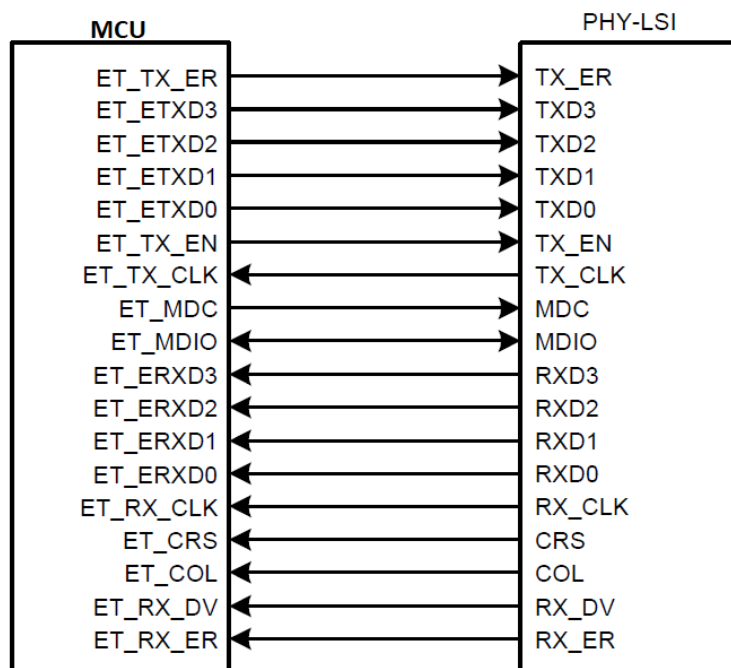 MCU PHY-LSI
ET_TX_ER TX_ER
ET_ETXD3 TXD3
ET_ETXD2 TXD2
ET_ETXD1 TXD1
ET_ETXD0 TXD0
ET_TX_EN TX_EN
ET_TX_CLK TX_CLK
ET_MDC MDC
ET_MDIO MDIO
ET_ERXD3 RXD3
ET_ERXD2 RXD2
ET_ERXD1 RXD1
ET_ERXD0 RXD0
ET_RX_CLK RX_CLK
ET_CRS CRS
ET_COL COL
ET_RX_DV RX_DV
ET_RX_ER RX_ER